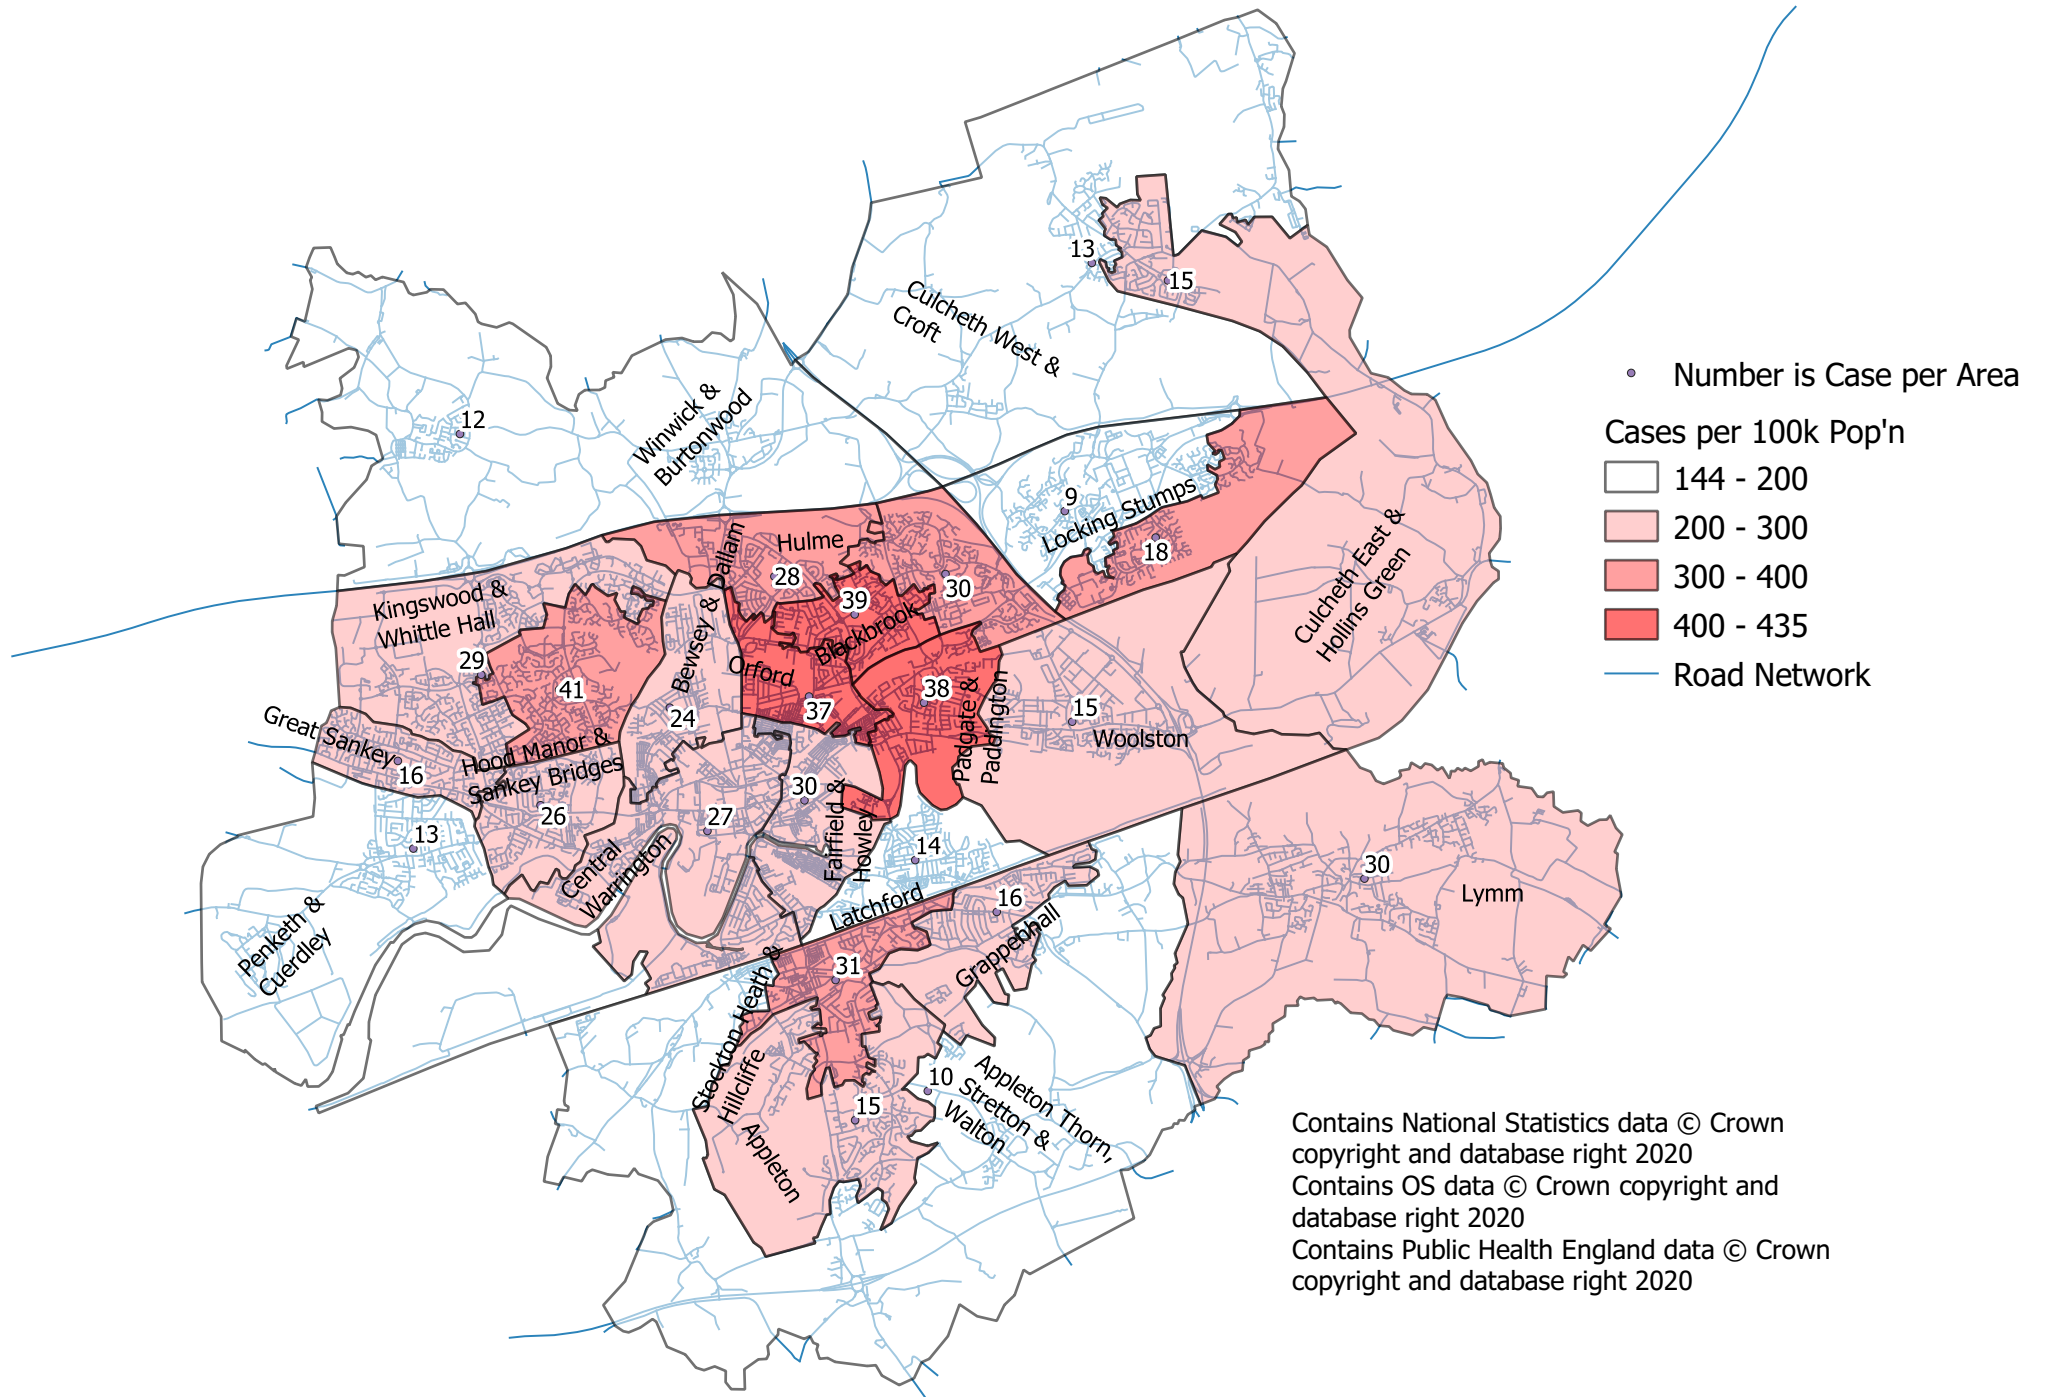 13
15
Culcheth West &
Croft
12
Winwick &
Burtonwood
9
Locking Stumps
18
Culcheth East &
Hollins Green
Hulme
28
Bewsey & Dallam
39
30
Blackbrook
Kingswood &
Whittle Hall
29
41
Orford
24
37
38
Padgate &
Paddington
15
Woolston
Great Sankey
16
Hood Manor &
Sankey Bridges
26
13
30
27
Fairfield &
Howley
14
Central
Warrington
30
Lymm
Latchford
16
Grappenhall
Penketh &
Cuerdley
31
Stockton Heath &
Hillcliffe
10
Appleton Thorn,
Stretton &
Walton
15
Appleton
Number is Case per Area
Cases per 100k Pop'n
144 - 200
200 - 300
300 - 400
400 - 435
Road Network
Contains National Statistics data © Crown
copyright and database right 2020
Contains OS data © Crown copyright and
database right 2020
Contains Public Health England data © Crown
copyright and database right 2020